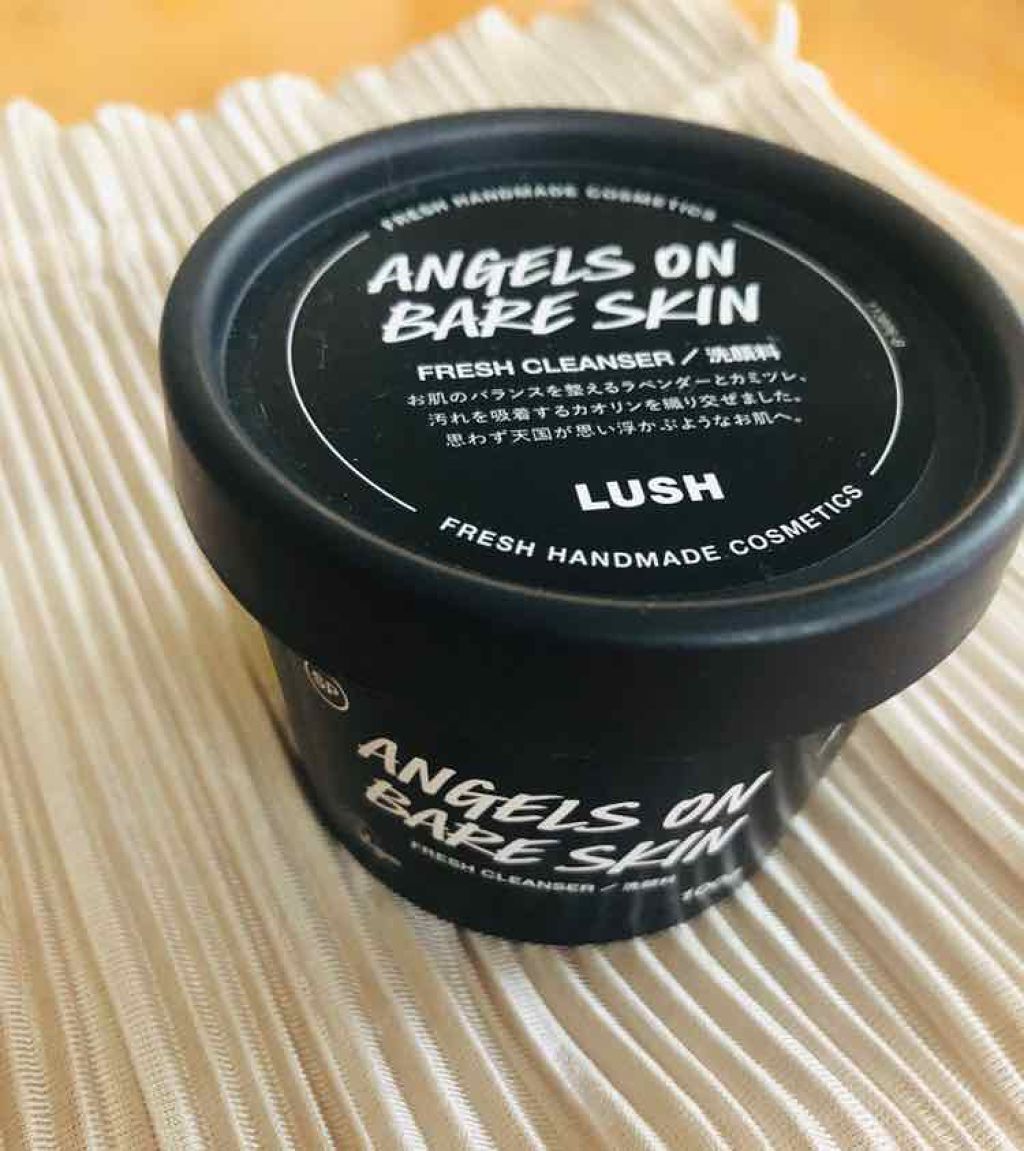 FRESH HANDMADE COSMETICS
ANGELS ON
BARE SKIN
FRESH CLEANSER / 洗顔料
お肌のバランスを整えるラベンダーとカミツレ、
汚れを吸着するカオリンを織り交ぜました。
思わず天国が思い浮かぶようなお肌へ。
LUSH
FRESH HANDMADE COSMETICS
ANGELS ON
BARE SKIN
FRESH CLEANSER / 洗顔料
100g